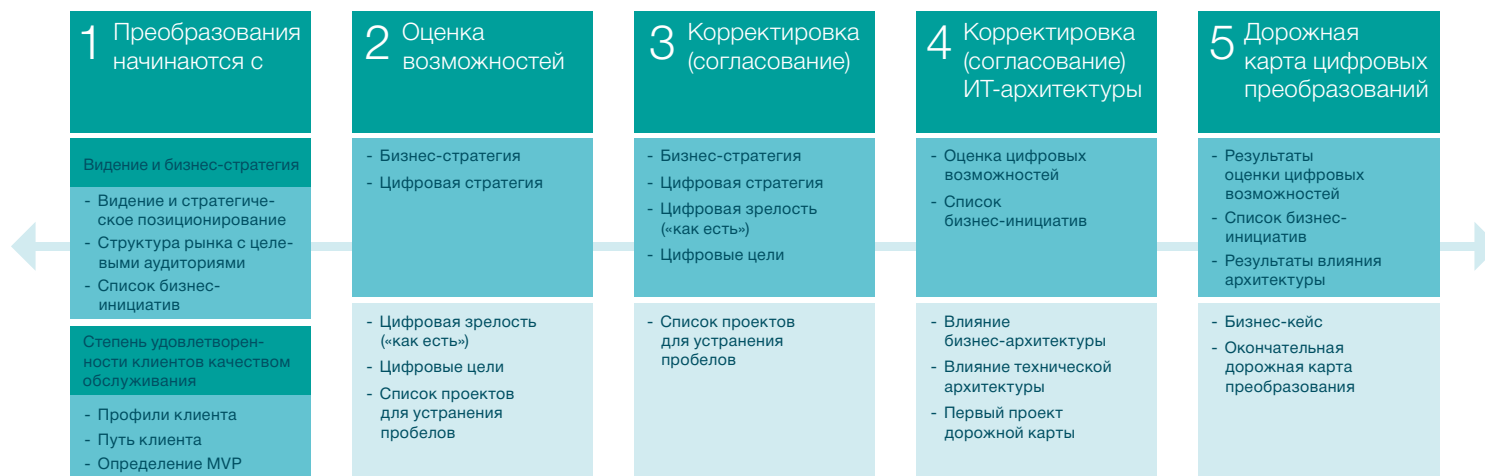 1 Преобразования
начинаются с
Видение и бизнес-стратегия
- Видение и стратегиче-
ское позиционирование
- Структура рынка с целе-
выми аудиториями
- Список бизнес-
инициатив
Степень удовлетворен-
ности клиентов качеством
обслуживания
- Профили клиента
- Путь клиента
- Определение MVP
2 Оценка
возможностей
- Бизнес-стратегия
- Цифровая стратегия
- Цифровая зрелость
(«как есть»)
- Цифровые цели
- Список проектов
для устранения
пробелов
3 Корректировка
(согласование)
- Бизнес-стратегия
- Цифровая стратегия
- Цифровая зрелость
(«как есть»)
- Цифровые цели
- Список проектов
для устранения
пробелов
4 Корректировка
(согласование)
ИТ-архитектуры
- Оценка цифровых
возможностей
- Список
бизнес-инициатив
- Влияние
бизнес-архитектуры
- Влияние технической
архитектуры
- Первый проект
дорожной карты
5 Дорожная
карта цифровых
преобразований
- Результаты
оценки цифровых
возможностей
- Список бизнес-
инициатив
- Результаты влияния
архитектуры
- Бизнес-кейс
- Окончательная
дорожная карта
преобразования